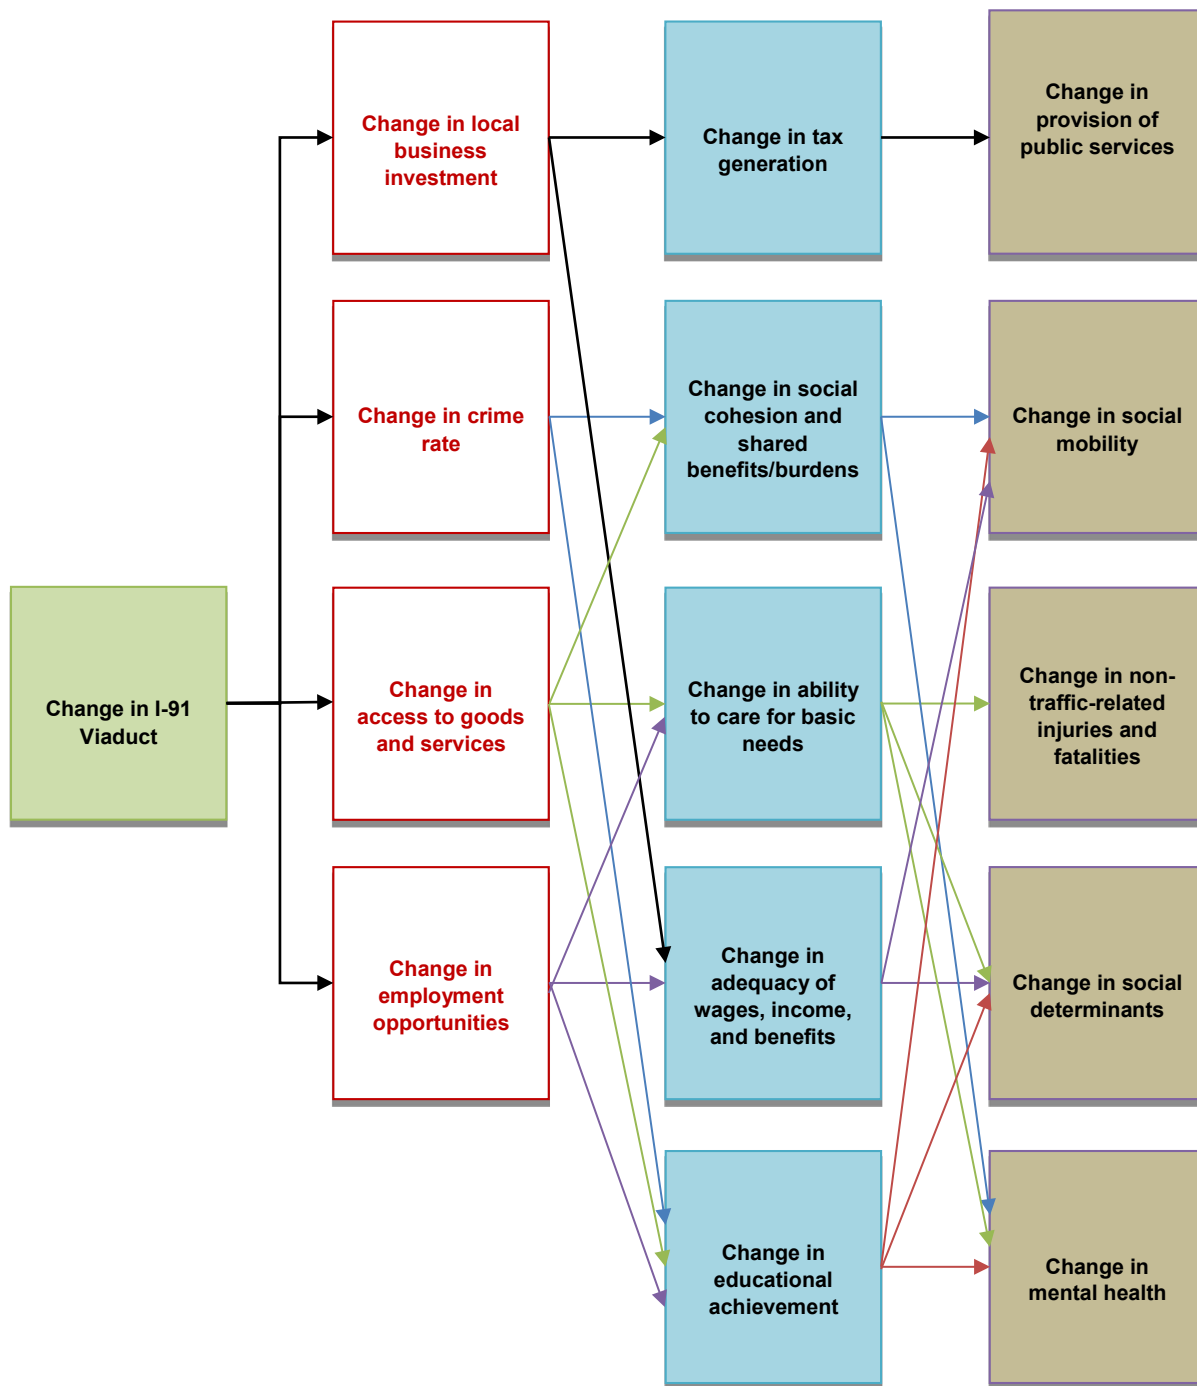 Change in I-91
Viaduct
Change in local
business
investment
Change in crime
rate
Change in
access to goods
and services
Change in
employment
opportunities
Change in tax
generation
Change in social
cohesion and
shared
benefits/burdens
Change in ability
to care for basic
needs
Change in
adequacy of
wages, income,
and benefits
Change in
educational
achievement
Change in
provision of
public services
Change in social
mobility
Change in non-
traffic-related
injuries and
fatalities
Change in social
determinants
Change in
mental health